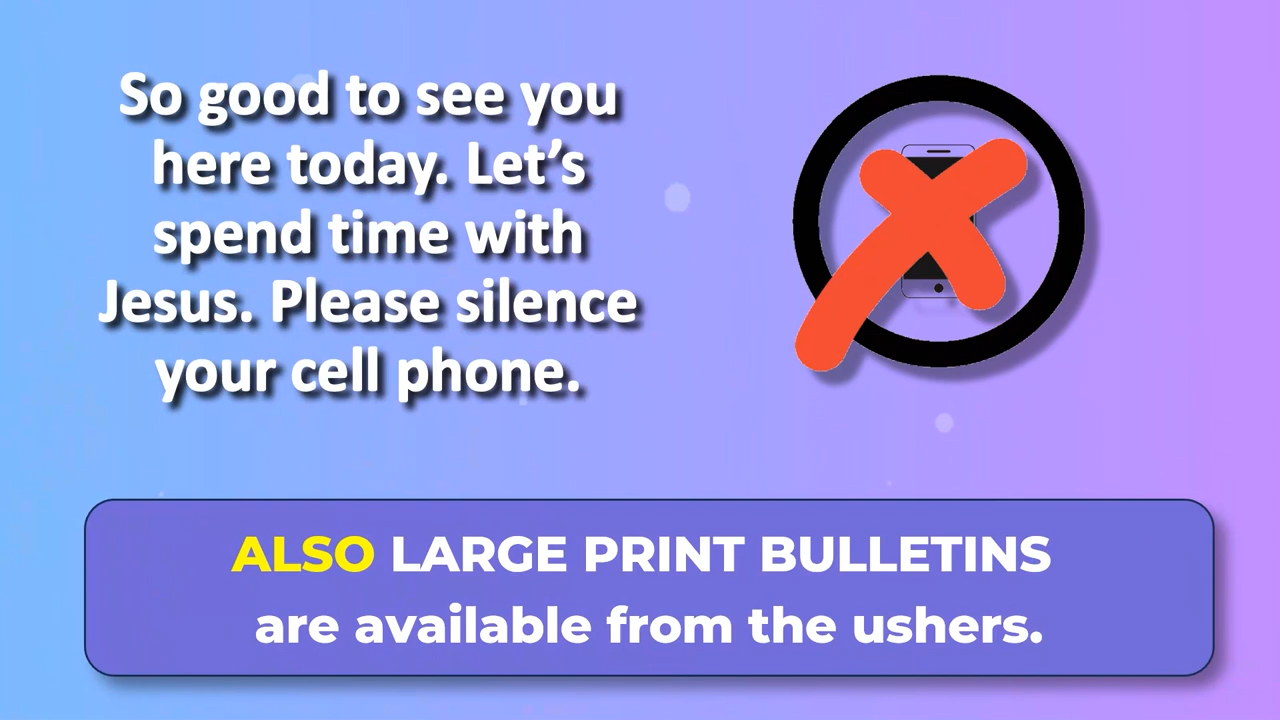 So good to see you
here today. Let’s
spend time with
Jesus. Please silence
your cell phone.
ALSO LARGE PRINT BULLETINS
are available from the ushers.